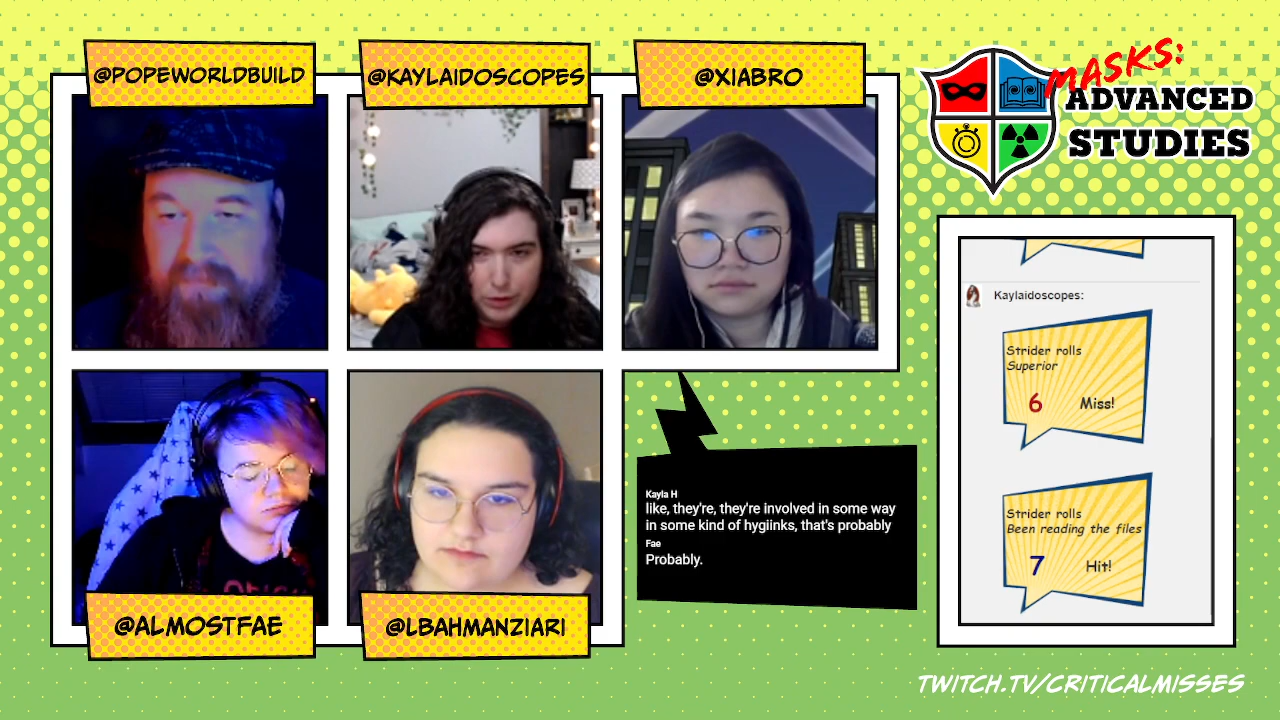 @POPEWORLDBUILD
@KAYLAIDOSCOPES
@XIABRO
MASKS:
ADVANCED
STUDIES
Kaylaidoscopes:
Strider rolls
Superior
6 Miss!
Strider rolls
Been reading the files
7 Hit!
Kayla H
like, they're, they're involved in some way
in some kind of hygiinks, that's probably
Fae
Probably.
@ALMOSTFAE
@LBAHMANZIARI
TWITCH.TV/CRITICALMISSES